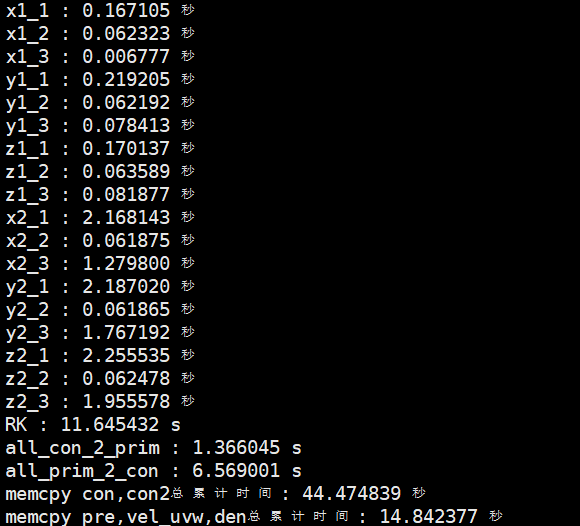 x1_1 : 0.167105 秒
x1_2 : 0.062323 秒
x1_3 : 0.006777 秒
y1_1 : 0.219205 秒
y1_2 : 0.062192 秒
y1_3 : 0.078413 秒
z1_1 : 0.170137 秒
z1_2 : 0.063589 秒
z1_3 : 0.081877 秒
x2_1 : 2.168143 秒
x2_2 : 0.061875 秒
x2_3 : 1.279800 秒
y2_1 : 2.187020 秒
y2_2 : 0.061865 秒
y2_3 : 1.767192 秒
z2_1 : 2.255535 秒
z2_2 : 0.062478 秒
z2_3 : 1.955578 秒
RK : 11.645432 s
all_con_2_prim : 1.366045 s
all_prim_2_con : 6.569001 s
memcpy con,con2总累计时间 : 44.474839 秒
memcpy pre,vel_uvw,den总累计时间 : 14.842377 秒